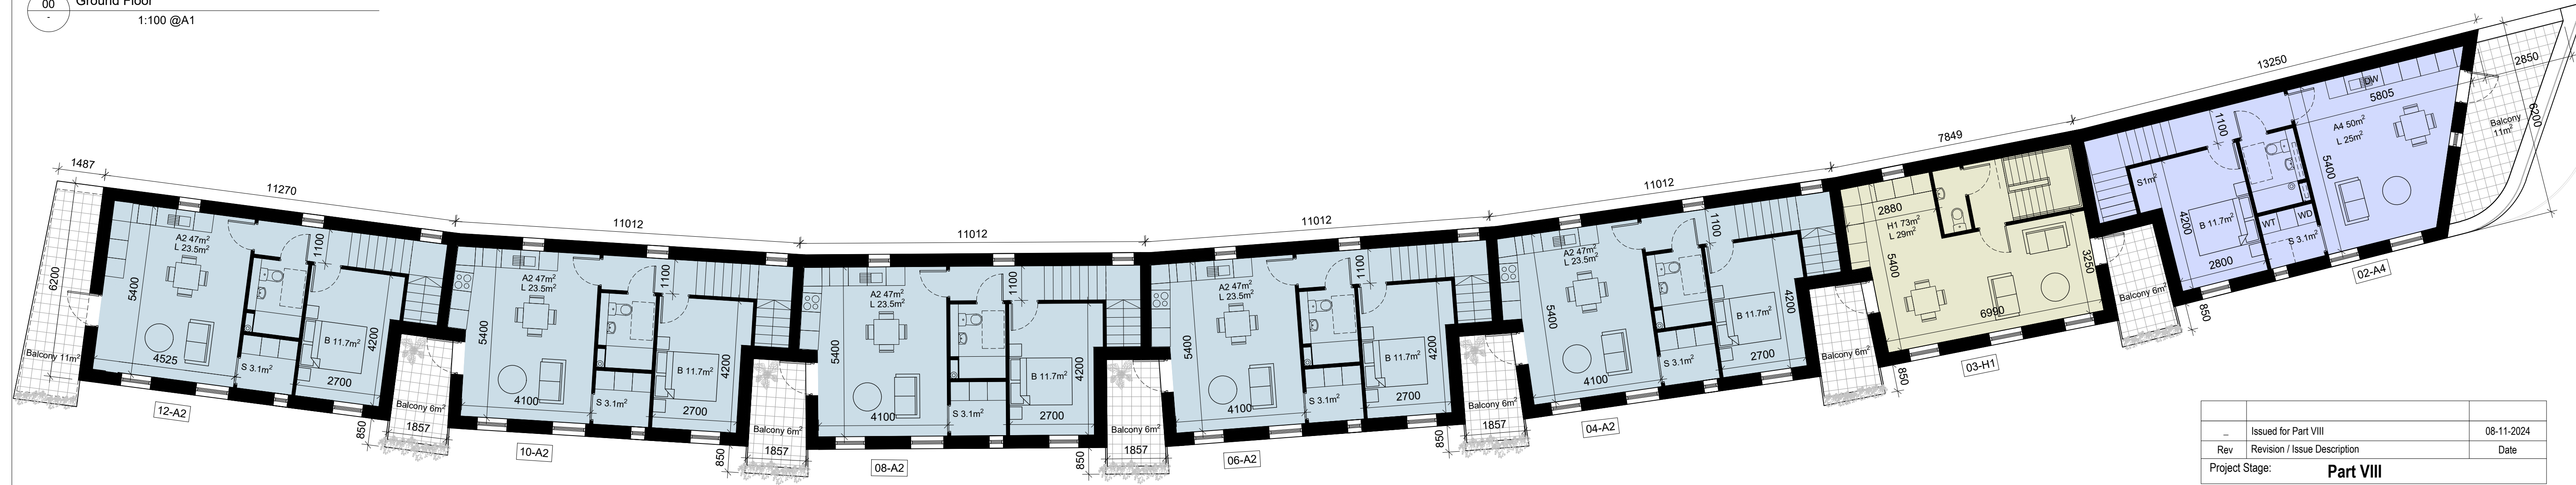 00
-
Ground Floor
1:100 @A1
1487
11270
6200
A2 47m²
L 23.5m²
1100
5400
Balcony 11m²
4525
S 3.1m²
B 11.7m²
2700
4200
12-A2
850
Balcony 6m²
1857
11012
A2 47m²
L 23.5m²
1100
5400
4100
S 3.1m²
B 11.7m²
2700
4200
10-A2
850
Balcony 6m²
1857
11012
A2 47m²
L 23.5m²
1100
5400
4100
S 3.1m²
B 11.7m²
2700
4200
08-A2
850
Balcony 6m²
1857
11012
A2 47m²
L 23.5m²
1100
5400
4100
S 3.1m²
B 11.7m²
2700
4200
06-A2
850
Balcony 6m²
1857
11012
A2 47m²
L 23.5m²
1100
5400
4100
S 3.1m²
B 11.7m²
2700
4200
04-A2
Balcony 6m²
850
7849
2880
H1 73m²
L 29m²
5400
3250
6990
03-H1
Balcony 6m²
850
13250
S1m²
1100
4200
B 11.7m²
2800
WT
WD
S 3.1m²
DW
5805
A4 50m²
L 25m²
5400
02-A4
2850
6200
Balcony
11m²
_ Issued for Part VIII 08-11-2024
Rev Revision / Issue Description Date
Project Stage: Part VIII